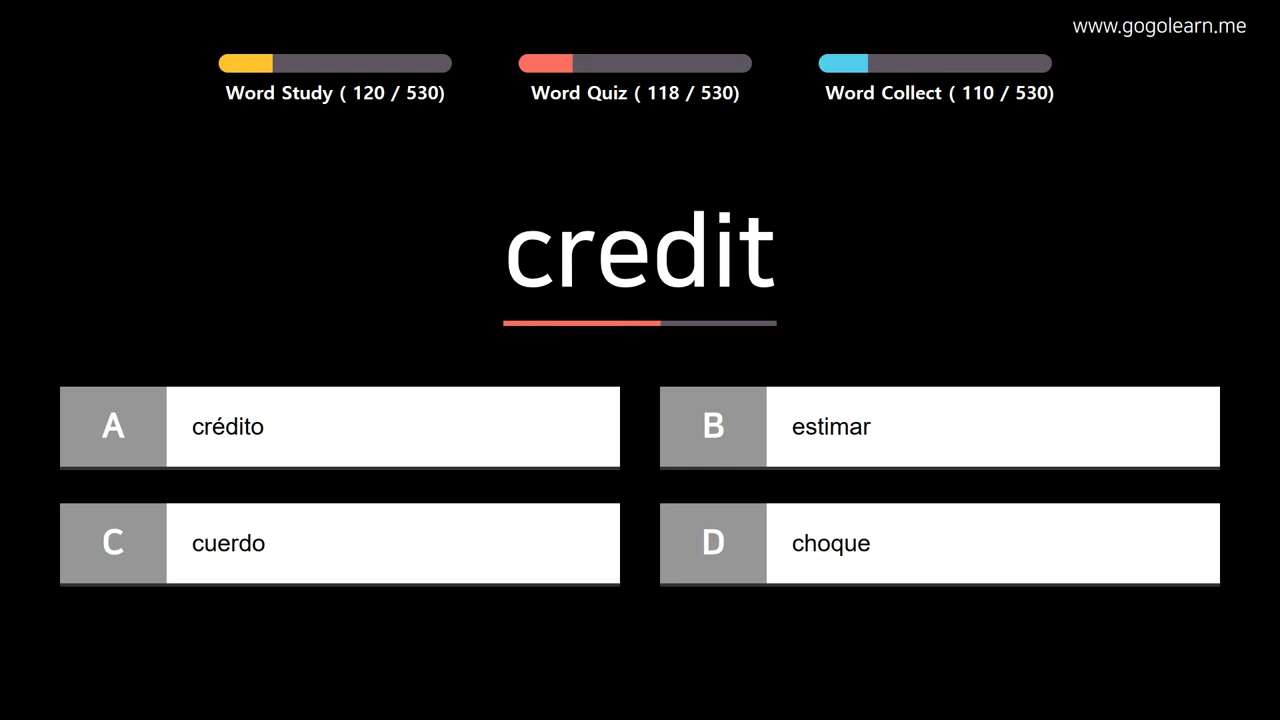 www.gogolearn.me
Word Study ( 120 / 530)
Word Quiz ( 118 / 530)
Word Collect ( 110 / 530)
credit
A crédito
B estimar
C cuerdo
D choque